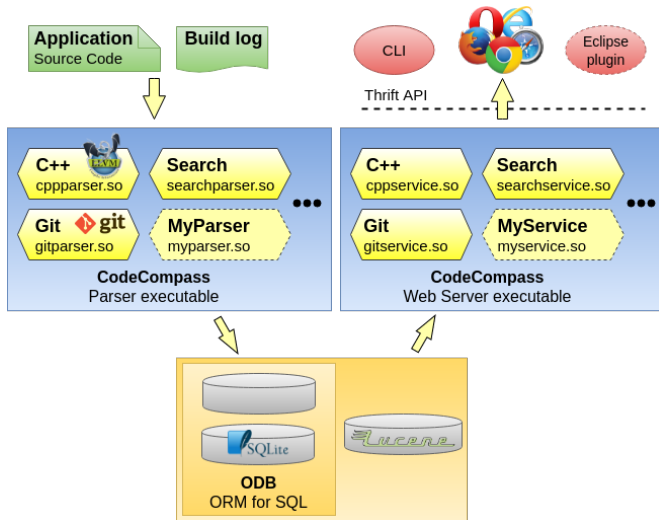 Application
Source Code
Build log
CLI
Eclipse
plugin
Thrift API
C++
cppparser.so
Search
searchparser.so
Git
git
gitparser.so
MyParser
myparser.so
CodeCompass
Parser executable
C++
cppservice.so
Search
searchservice.so
Git
gitservice.so
MyService
myservice.so
CodeCompass
Web Server executable
SQLite
ODB
ORM for SQL
Lucene